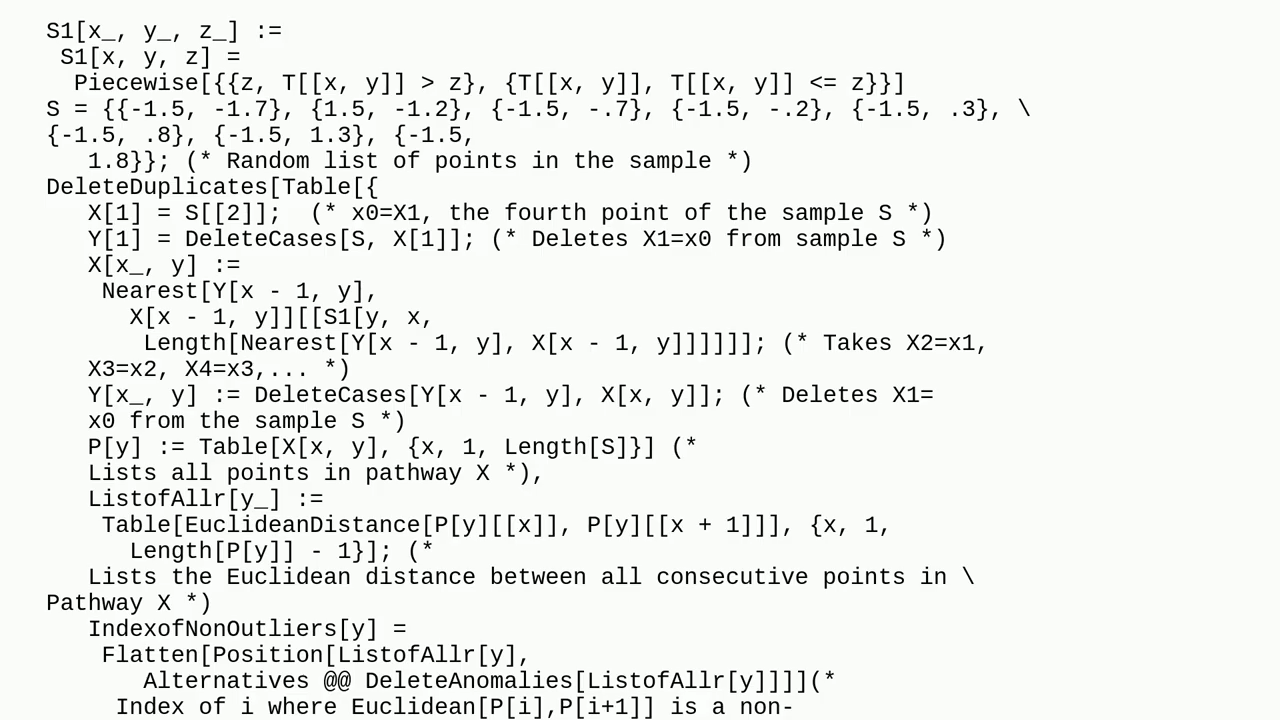 S1[x_, y_, z_] :=
S1[x, y, z] =
Piecewise[{{z, T[[x, y]] > z}, {T[[x, y]], T[[x, y]] <= z}}]
S = {{-1.5, -1.7}, {1.5, -1.2}, {-1.5, -.7}, {-1.5, -.2}, {-1.5, .3}, \
{-1.5, .8}, {-1.5, 1.3}, {-1.5,
1.8}}; (* Random list of points in the sample *)
DeleteDuplicates[Table[{
X[1] = S[[2]];  (* x0=X1, the fourth point of the sample S *)
Y[1] = DeleteCases[S, X[1]]; (* Deletes X1=x0 from sample S *)
X[x_, y] :=
Nearest[Y[x - 1, y],
X[x - 1, y]][[S1[y, x,
Length[Nearest[Y[x - 1, y], X[x - 1, y]]]]]]; (* Takes X2=x1,
X3=x2, X4=x3,... *)
Y[x_, y] := DeleteCases[Y[x - 1, y], X[x, y]]; (* Deletes X1=
x0 from the sample S *)
P[y] := Table[X[x, y], {x, 1, Length[S]}] (*
Lists all points in pathway X *),
ListofAllr[y_] :=
Table[EuclideanDistance[P[y][[x]], P[y][[x + 1]]], {x, 1,
Length[P[y]] - 1}]; (*
Lists the Euclidean distance between all consecutive points in \
Pathway X *)
IndexofNonOutliers[y] =
Flatten[Position[ListofAllr[y],
Alternatives @@ DeleteAnomalies[ListofAllr[y]]]](*
Index of i where Euclidean[P[i],P[i+1]] is a non-